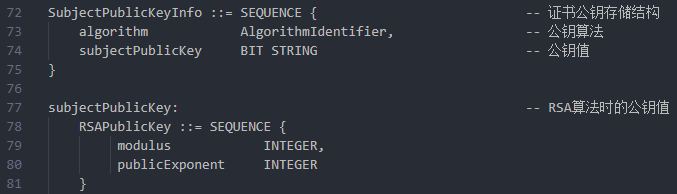 72 SubjectPublicKeyInfo ::= SEQUENCE { -- 证书公钥存储结构
73 algorithm AlgorithmIdentifier, -- 公钥算法
74 subjectPublicKey BIT STRING -- 公钥值
75 }
76
77 subjectPublicKey: -- RSA算法时的公钥值
78 RSAPublicKey ::= SEQUENCE {
79 modulus INTEGER,
80 publicExponent INTEGER
81 }